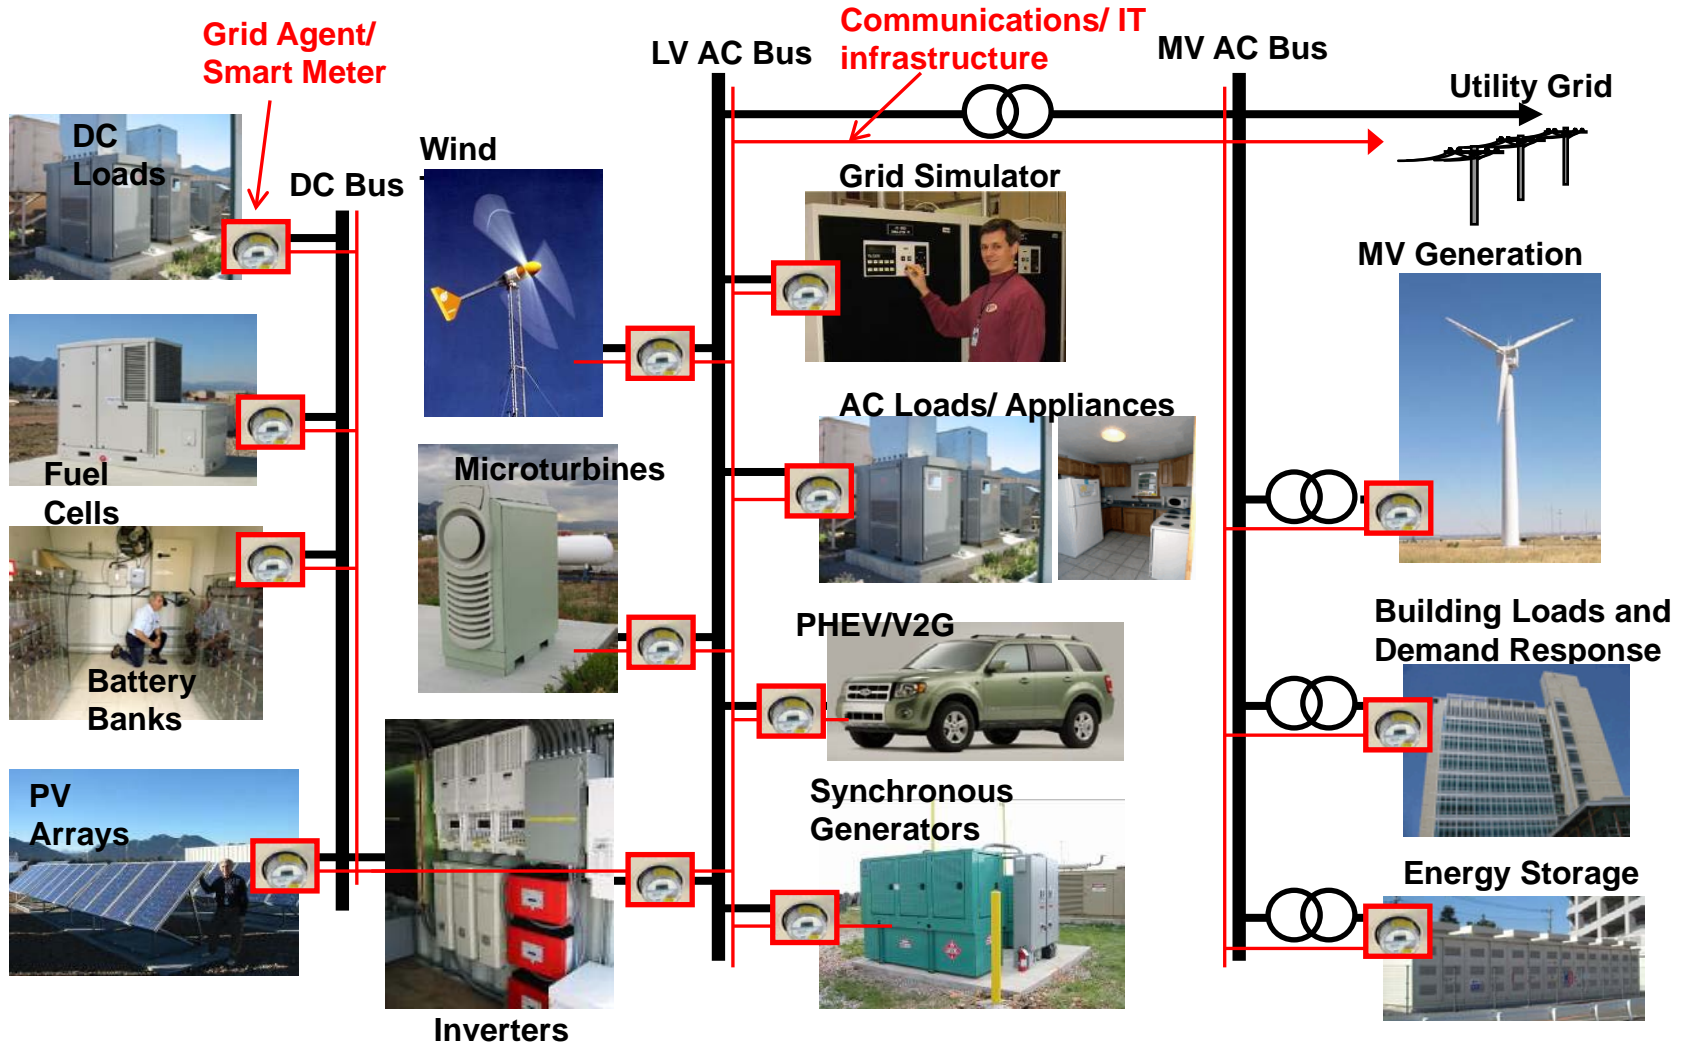 Grid Agent/
Smart Meter
LV AC Bus
Communications/ IT
infrastructure
MV AC Bus
Utility Grid
DC
Loads
DC Bus
Wind
Grid Simulator
MV Generation
Fuel
Cells
Microturbines
AC Loads/ Appliances
Battery
Banks
PHEV/V2G
Building Loads and
Demand Response
PV
Arrays
Synchronous
Generators
Energy Storage
Inverters